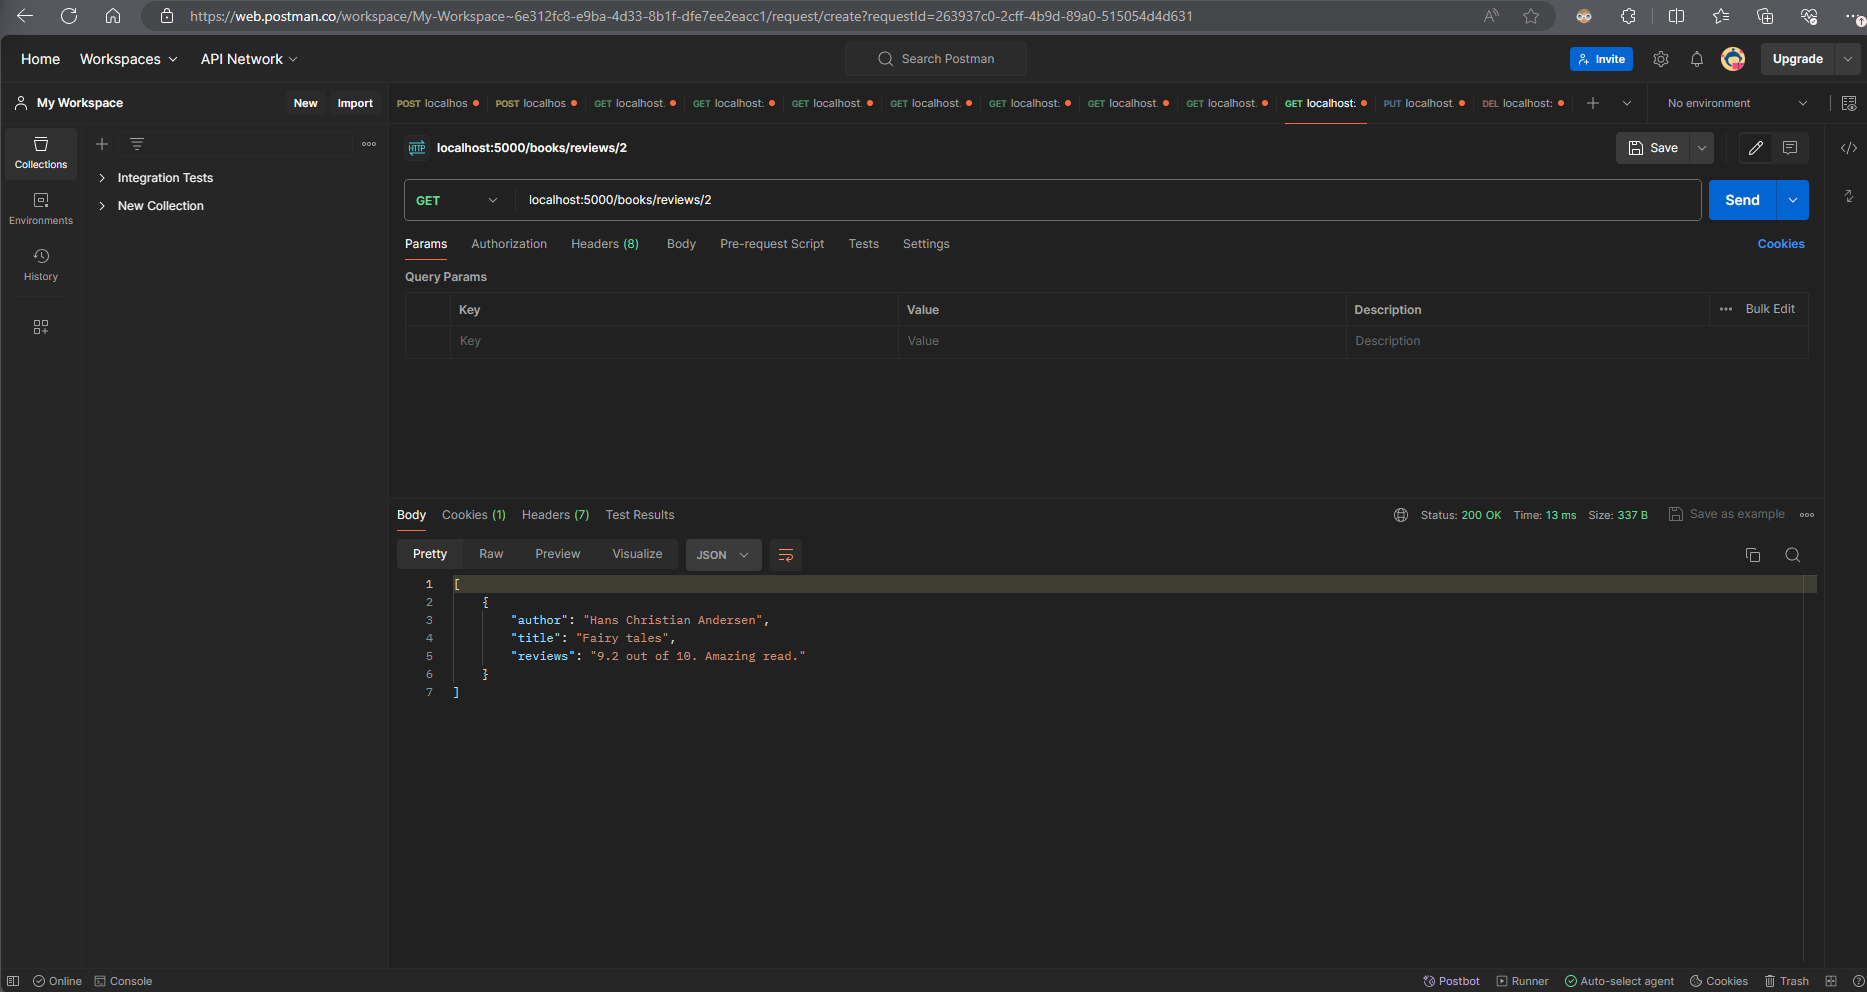 https://web.postman.co/workspace/My-Workspace~6e312fc8-e9ba-4d33-8b1f-dfe7ee2eacc1/request/create?requestId=263937c0-2cff-4b9d-89a0-515054d4d631
Home Workspaces API Network Search Postman Invite Upgrade
My Workspace New Import POST localhos POST localhos GET localhost. GET localhost: GET localhost. GET localhost. GET localhost: GET localhost. GET localhost. GET localhost: PUT localhost. DEL localhost: No environment
Collections
Environments
History
Integration Tests
New Collection
HTTP localhost:5000/books/reviews/2 Save
GET localhost:5000/books/reviews/2 Send
Params Authorization Headers (8) Body Pre-request Script Tests Settings Cookies
Query Params
Key Value Description Bulk Edit
Key Value Description
Body Cookies (1) Headers (7) Test Results Status: 200 OK Time: 13 ms Size: 337 B Save as example
Pretty Raw Preview Visualize JSON
1 [
2 {
3 "author": "Hans Christian Andersen",
4 "title": "Fairy tales",
5 "reviews": "9.2 out of 10. Amazing read."
6 }
7 ]
Online Console Postbot Runner Auto-select agent Cookies Trash